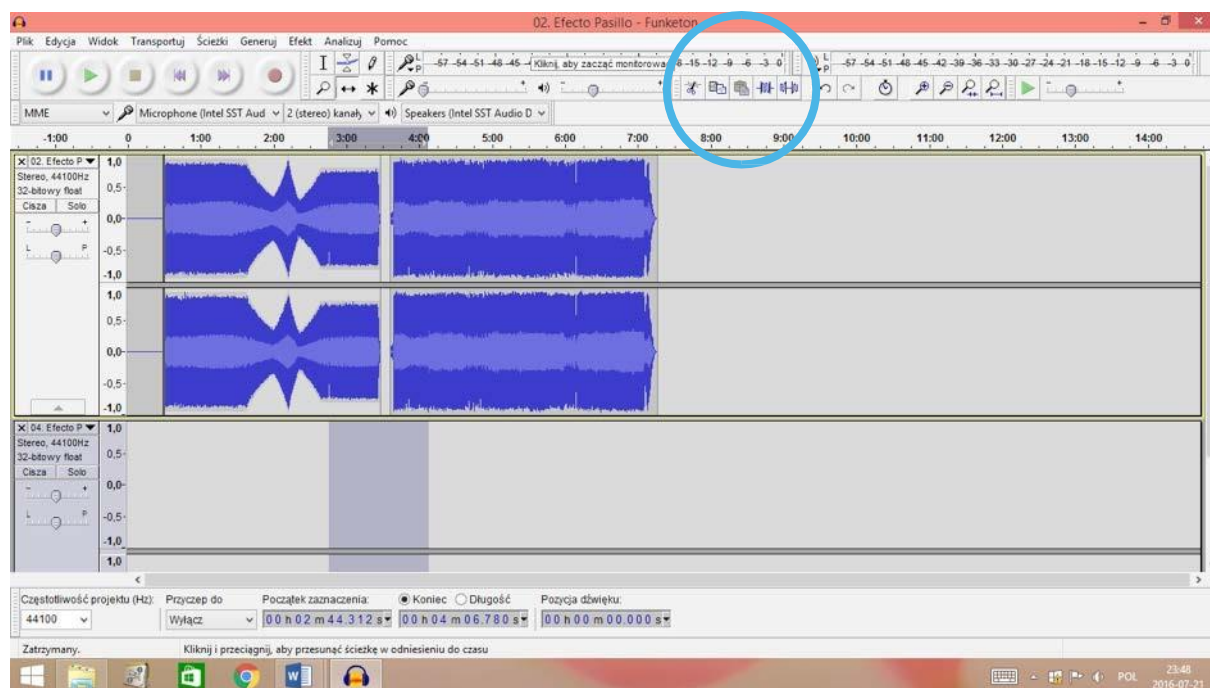 02. Efecto Pasillo - Funketon
Plik Edycja Widok Transportuj Ścieżki Generuj Efekt Analizuj Pomoc
-57 -54 -51 -48 -45 Kliknij, aby zacząć monitorowa -15 -12 -9 -6 -3 0 L P -57 -54 -51 -48 -45 -42 -39 -36 -33 -30 -27 -24 -21 -18 -15 -12 -9 -6 -3 0
MME Microphone (Intel SST Aud 2 (stereo) kanały Speakers (Intel SST Audio D
-1:00 0 1:00 2:00 3:00 4:00 5:00 6:00 7:00 8:00 9:00 10:00 11:00 12:00 13:00 14:00
02. Efecto P 1,0
Stereo, 44100Hz
32-bitowy float 0,5
Cisza Solo
- + 0,0
L P -0,5
-1,0
1,0
0,5
0,0
-0,5
-1,0
04. Efecto P 1,0
Stereo, 44100Hz
32-bitowy float 0,5
Cisza Solo
- + 0,0
L P -0,5
-1,0
1,0
Częstotliwość projektu (Hz): Przyczep do Początek zaznaczenia: Koniec Długość Pozycja dźwięku:
44100 Wyłącz 00 h 02 m 44.312 s 00 h 04 m 06.780 s 00 h 00 m 00.000 s
Zatrzymany. Kliknij i przeciągnij, aby przesunąć ścieżkę w odniesieniu do czasu
POL 23:48
2016-07-21